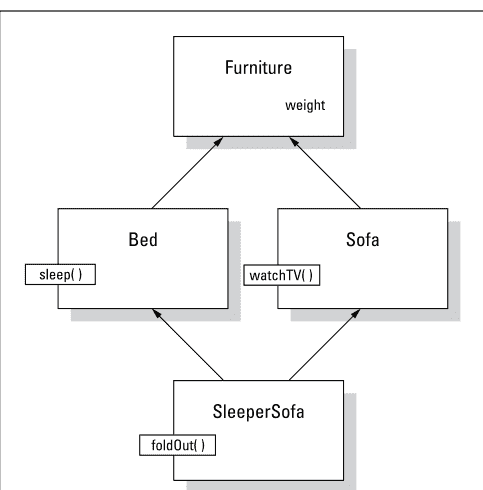 Furniture
weight
Bed
Sofa
sleep( )
watchTV( )
SleeperSofa
foldOut( )